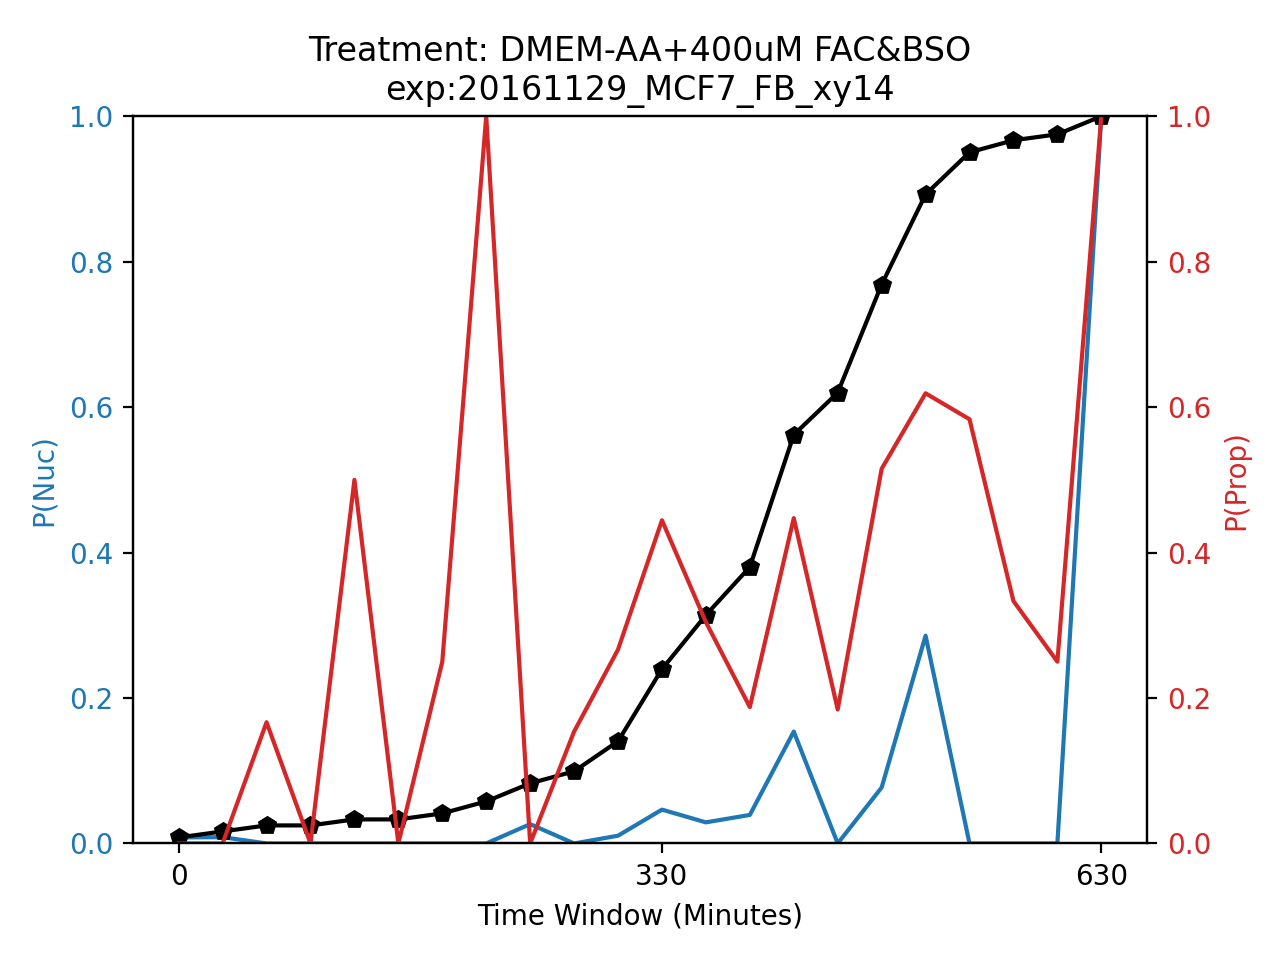 Treatment: DMEM-AA+400uM FAC&BSO
exp:20161129_MCF7_FB_xy14
1.0
0.8
0.6
0.4
0.2
0.0
P(Nuc)
1.0
0.8
0.6
0.4
0.2
0.0
P(Prop)
0 330 630
Time Window (Minutes)